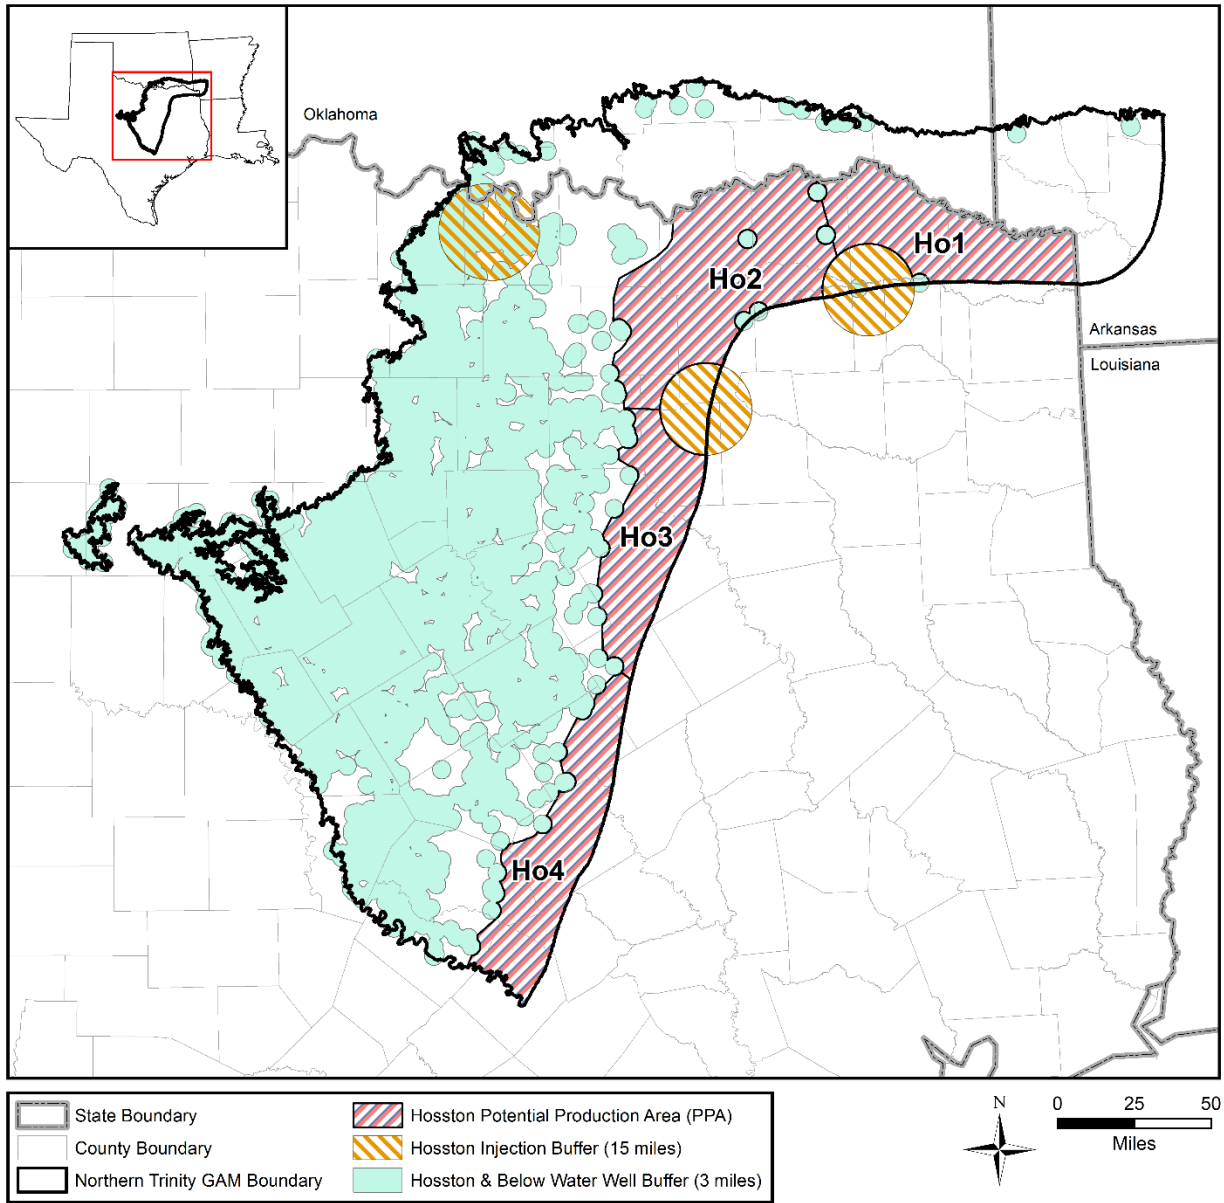 Oklahoma
Ho1
Ho2
Arkansas
Louisiana
Ho3
Ho4
State Boundary
County Boundary
Northern Trinity GAM Boundary
Hosston Potential Production Area (PPA)
Hosston Injection Buffer (15 miles)
Hosston & Below Water Well Buffer (3 miles)
N
0 25 50
Miles